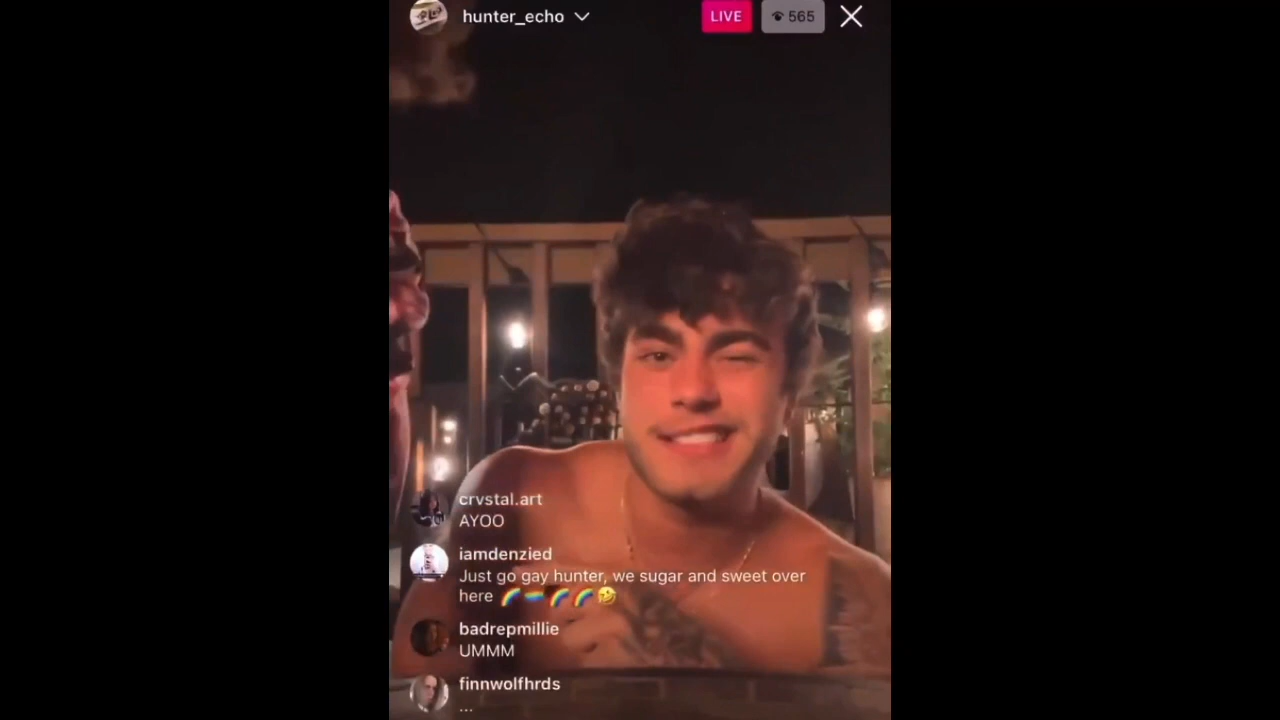 hunter_echo
LIVE
565
crvstal.art
AYOO
iamdenzied
Just go gay hunter, we sugar and sweet over
here 🌈🏳️‍🌈🌈🌈🤣
badrepmillie
UMMM
finnwolfhrds
...